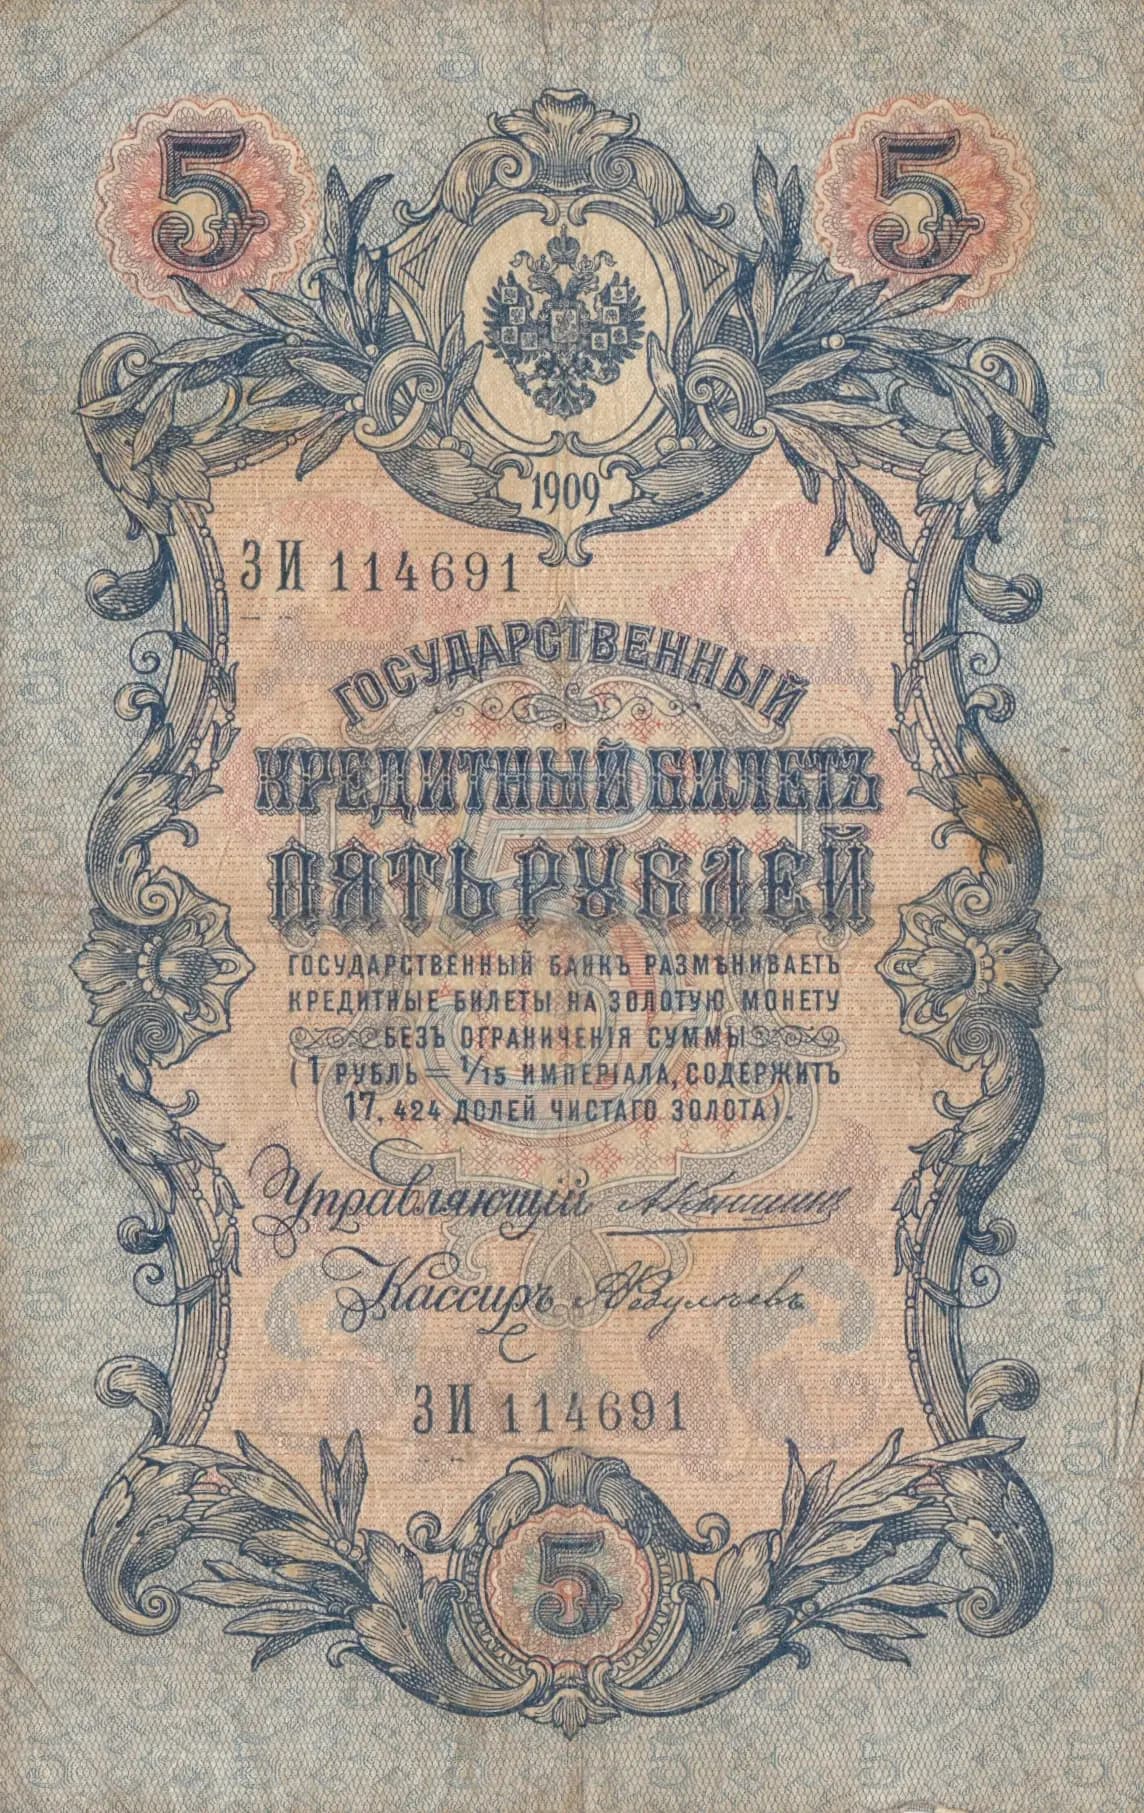 5 5
1909
ЗИ 114691
ГОСУДАРСТВЕННЫЙ
КРЕДИТНЫЙ БИЛЕТЪ
ПЯТЬ РУБЛЕЙ
ГОСУДАРСТВЕННЫЙ БАНКЪ РАЗМѢНИВАЕТЪ
КРЕДИТНЫЕ БИЛЕТЫ НА ЗОЛОТУЮ МОНЕТУ
БЕЗЪ ОГРАНИЧЕНІЯ СУММЫ
(1 РУБЛЬ = 1/15 ИМПЕРІАЛА, СОДЕРЖИТЪ
17,424 ДОЛЕЙ ЧИСТАГО ЗОЛОТА).
Управляющій АКоншинъ
Кассиръ
ЗИ 114691
5